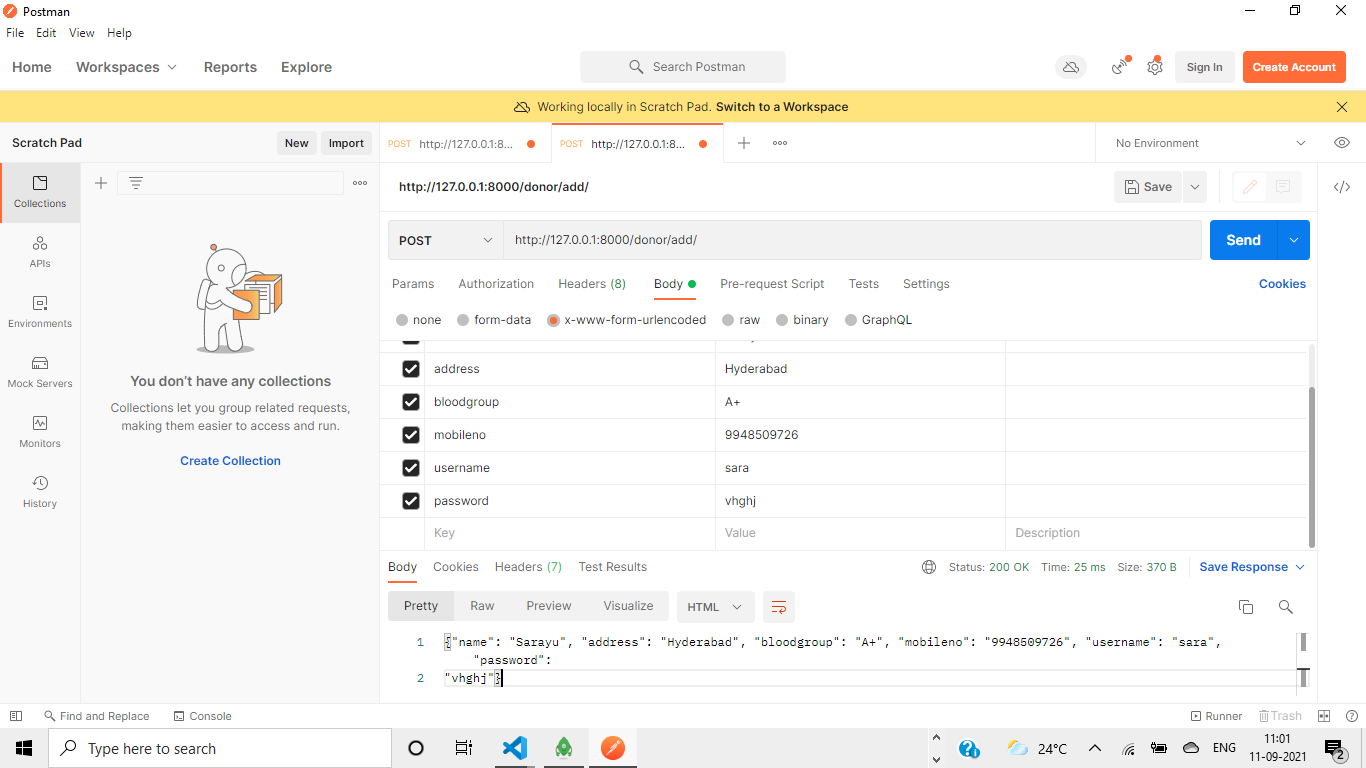 Postman
File Edit View Help
Home Workspaces Reports Explore Search Postman Sign In Create Account
Working locally in Scratch Pad. Switch to a Workspace
Scratch Pad New Import POST http://127.0.0.1:8... POST http://127.0.0.1:8... No Environment
Collections
APIs
Environments
Mock Servers
Monitors
History
You don't have any collections
Collections let you group related requests,
making them easier to access and run.
Create Collection
http://127.0.0.1:8000/donor/add/ Save
POST http://127.0.0.1:8000/donor/add/ Send
Params Authorization Headers (8) Body Pre-request Script Tests Settings Cookies
none form-data x-www-form-urlencoded raw binary GraphQL
address Hyderabad
bloodgroup A+
mobileno 9948509726
username sara
password vhghj
Key Value Description
Body Cookies Headers (7) Test Results Status: 200 OK Time: 25 ms Size: 370 B Save Response
Pretty Raw Preview Visualize HTML
1 {"name": "Sarayu", "address": "Hyderabad", "bloodgroup": "A+", "mobileno": "9948509726", "username": "sara",
"password":
2 "vhghj"}
Find and Replace Console Runner Trash
Type here to search 24°C ENG 11:01
11-09-2021 2